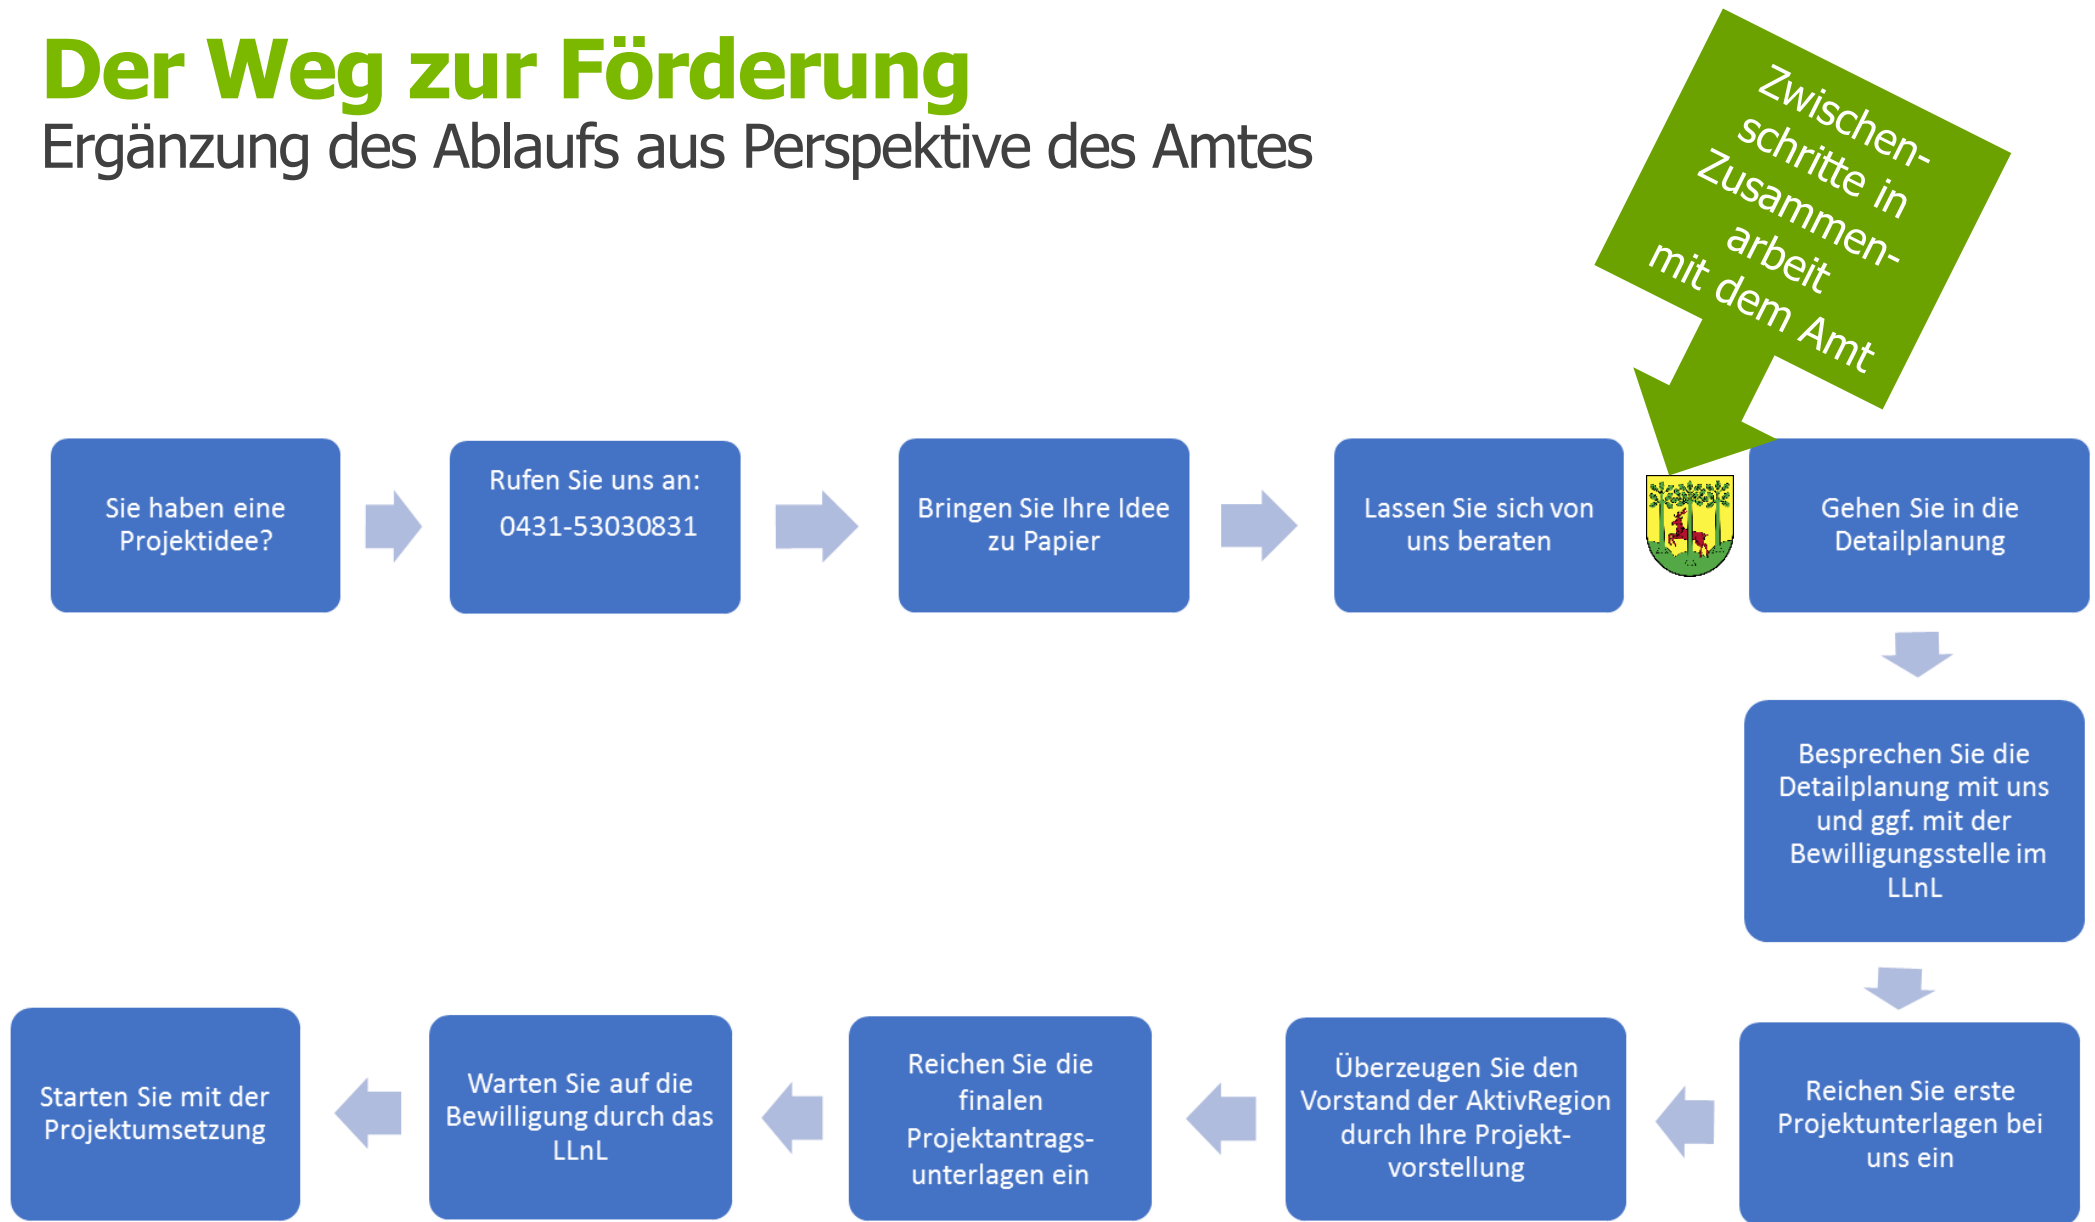 Der Weg zur Förderung
Ergänzung des Ablaufs aus Perspektive des Amtes
Zwischen-
schritte in
Zusammen-
arbeit
mit dem Amt
Sie haben eine
Projektidee?
Rufen Sie uns an:
0431-53030831
Bringen Sie Ihre Idee
zu Papier
Lassen Sie sich von
uns beraten
Gehen Sie in die
Detailplanung
Besprechen Sie die
Detailplanung mit uns
und ggf. mit der
Bewilligungsstelle im
LLnL
Reichen Sie erste
Projektunterlagen bei
uns ein
Überzeugen Sie den
Vorstand der AktivRegion
durch Ihre Projekt-
vorstellung
Reichen Sie die
finalen
Projektantrags-
unterlagen ein
Warten Sie auf die
Bewilligung durch das
LLnL
Starten Sie mit der
Projektumsetzung